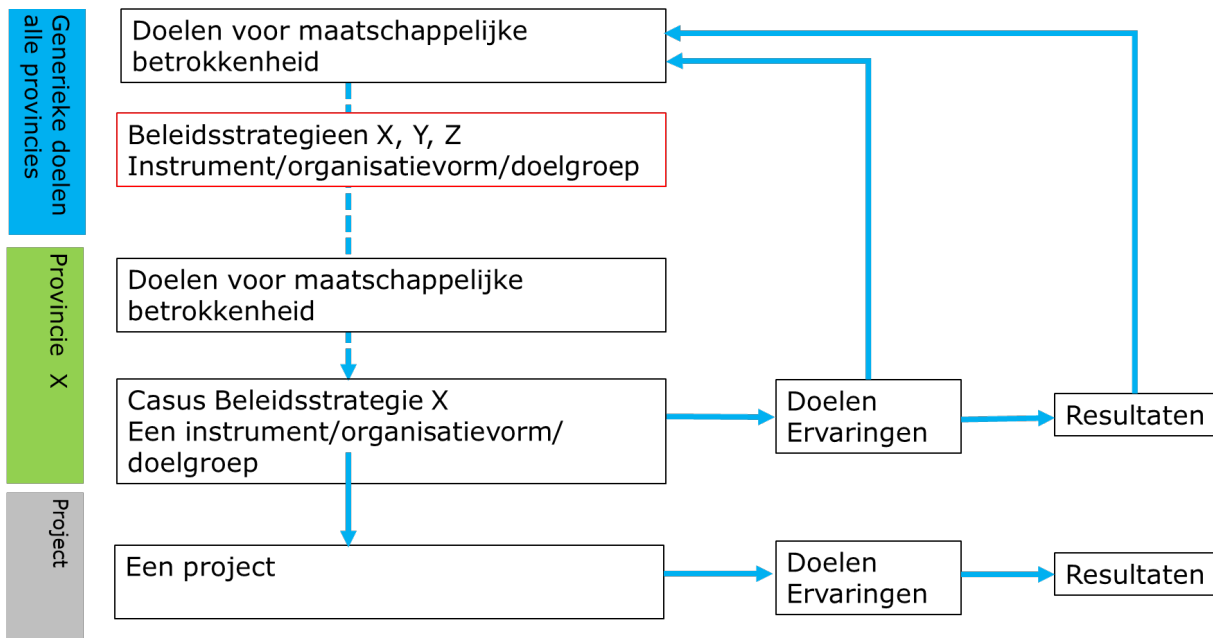 Generieke doelen
alle provincies
Doelen voor maatschappelijke
betrokkenheid
Beleidsstrategieen X, Y, Z
Instrument/organisatievorm/doelgroep
Provincie X
Doelen voor maatschappelijke
betrokkenheid
Casus Beleidsstrategie X
Een instrument/organisatievorm/
doelgroep
Doelen
Ervaringen
Resultaten
Project
Een project
Doelen
Ervaringen
Resultaten